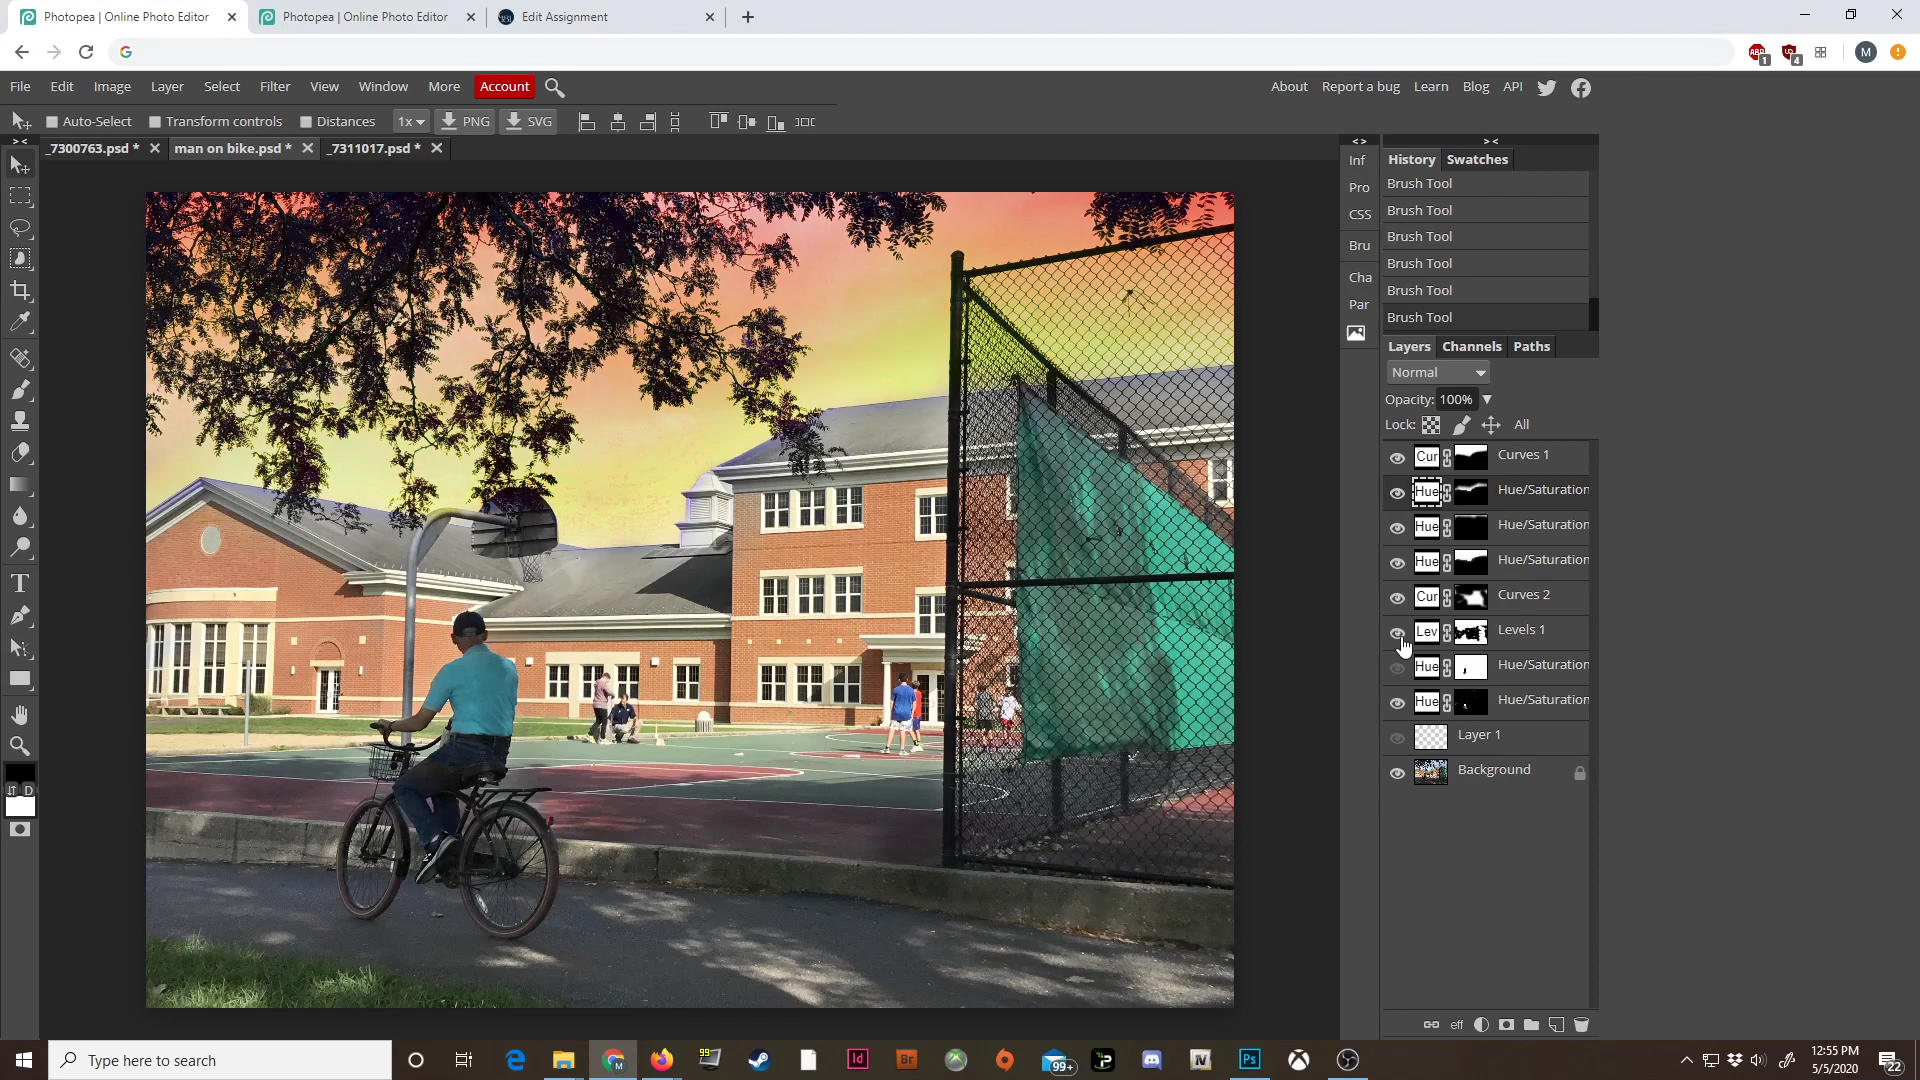 Photopea | Online Photo Editor
Photopea | Online Photo Editor
Edit Assignment
File Edit Image Layer Select Filter View Window More Account
About Report a bug Learn Blog API
Auto-Select Transform controls Distances 1x PNG SVG
_7300763.psd *
man on bike.psd *
_7311017.psd *
Inf
Pro
CSS
Bru
Cha
Par
History Swatches
Brush Tool
Brush Tool
Brush Tool
Brush Tool
Brush Tool
Brush Tool
Layers Channels Paths
Normal
Opacity: 100%
Lock: All
Cur Curves 1
Hue Hue/Saturation
Hue Hue/Saturation
Hue Hue/Saturation
Cur Curves 2
Lev Levels 1
Hue Hue/Saturation
Hue Hue/Saturation
Layer 1
Background
eff
D
Type here to search
99+
12:55 PM
5/5/2020
22